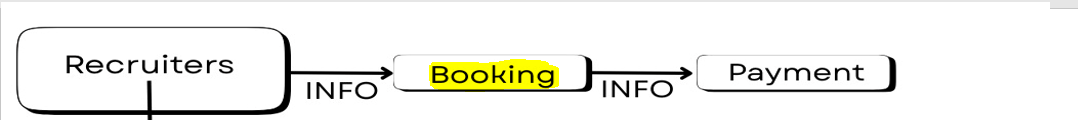 Recruiters
INFO
Booking
INFO
Payment